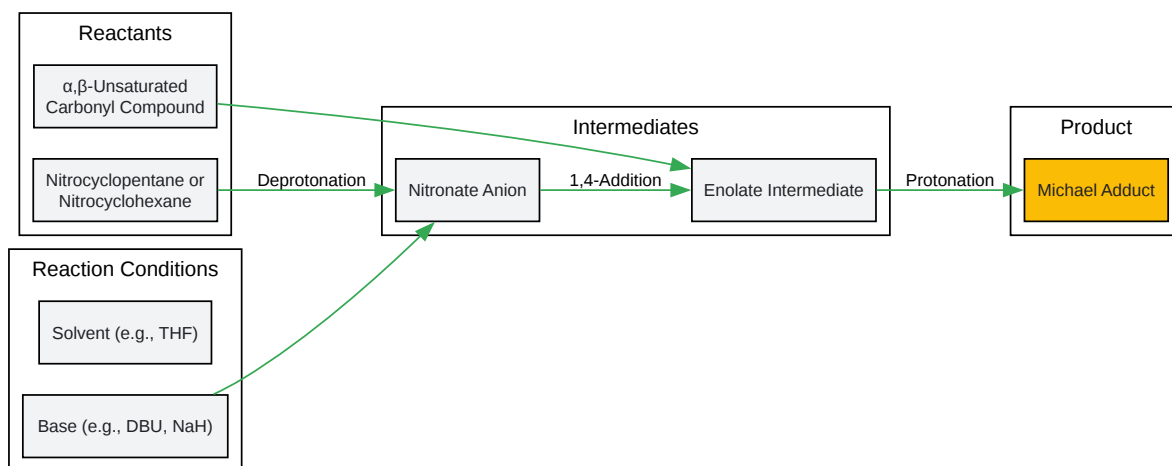 Reactants
α,β-Unsaturated
Carbonyl Compound
Nitrocyclopentane or
Nitrocyclohexane
Deprotonation
Reaction Conditions
Solvent (e.g., THF)
Base (e.g., DBU, NaH)
Intermediates
Nitronate Anion
1,4-Addition
Enolate Intermediate
Protonation
Product
Michael Adduct